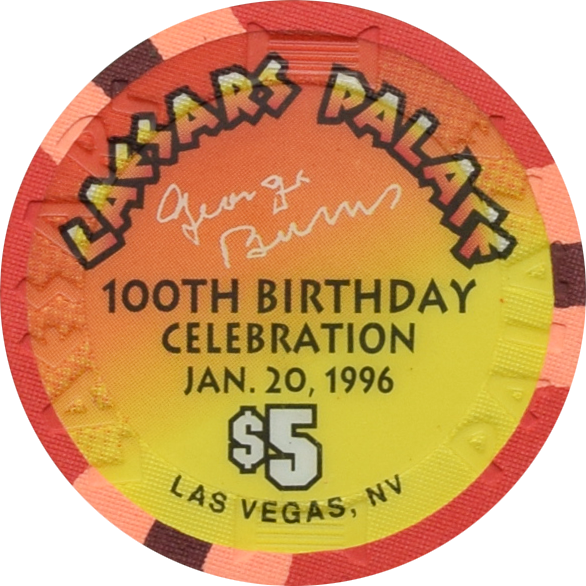 CAESARS PALACE
George
Burns
100TH BIRTHDAY
CELEBRATION
JAN. 20, 1996
$5
LAS VEGAS, NV